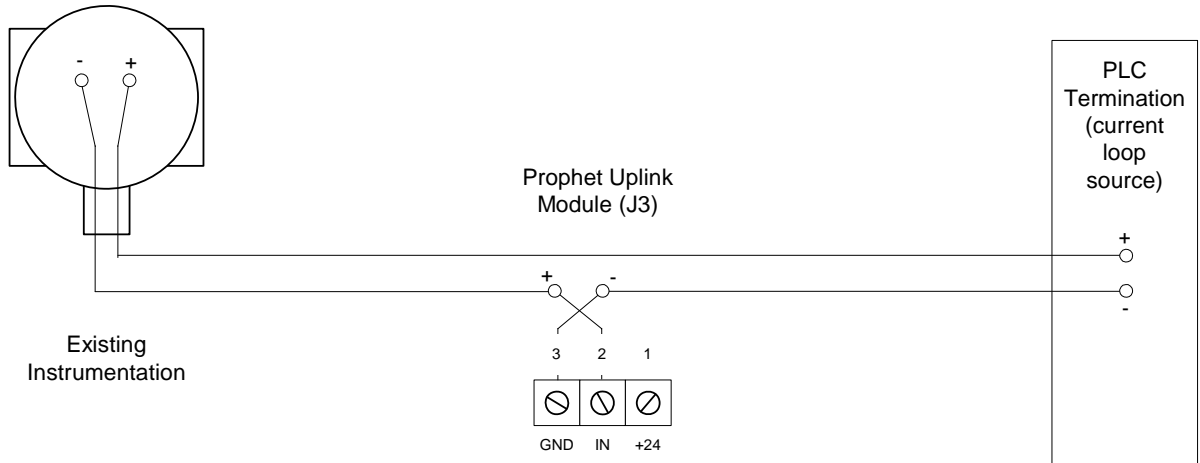 - +
PLC
Termination
(current
loop
source)
Prophet Uplink
Module (J3)
+
+ -
-
Existing
Instrumentation
3 2 1
GND IN +24